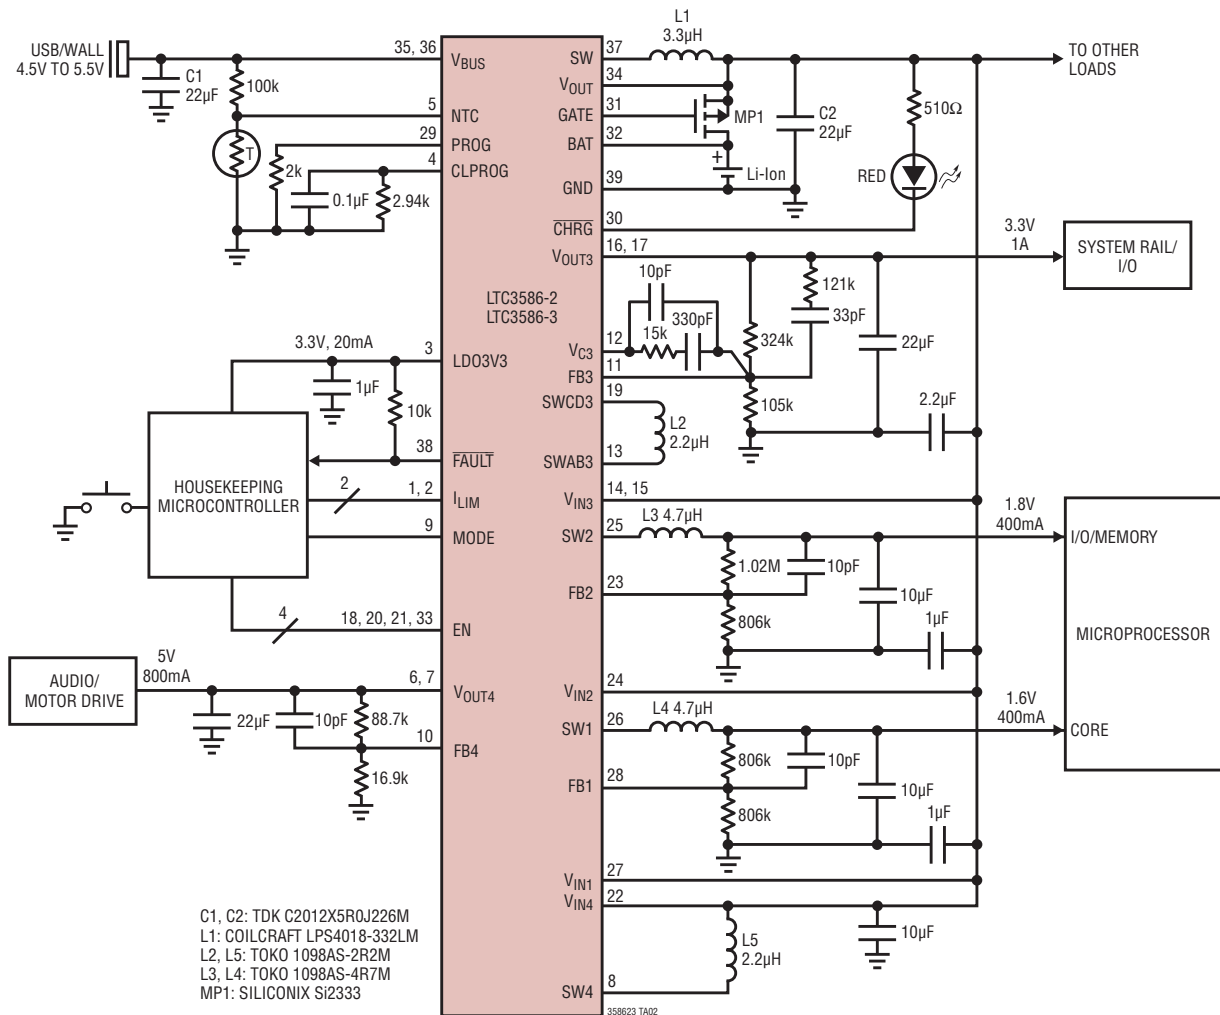 USB/WALL
4.5V TO 5.5V
C1
22µF
100k
T
2k
0.1µF
2.94k
35, 36
VBUS
5
NTC
29
PROG
4
CLPROG
L1
3.3µH
37
SW
34
VOUT
31
GATE
32
BAT
39
GND
30
CHRG
16, 17
VOUT3
MP1
+
Li-Ion
C2
22µF
510Ω
RED
TO OTHER
LOADS
3.3V
1A
SYSTEM RAIL/
I/O
LTC3586-2
LTC3586-3
10pF
330pF
15k
12
VC3
11
FB3
19
SWCD3
13
SWAB3
14, 15
VIN3
L2
2.2µH
324k
105k
121k
33pF
22µF
2.2µF
3.3V, 20mA
3
LDO3V3
1µF
10k
38
FAULT
HOUSEKEEPING
MICROCONTROLLER
2
1, 2
ILIM
9
MODE
4
18, 20, 21, 33
EN
AUDIO/
MOTOR DRIVE
5V
800mA
6, 7
VOUT4
22µF
10pF
88.7k
10
FB4
16.9k
L3 4.7µH
25
SW2
1.02M
10pF
23
FB2
806k
10µF
1µF
24
VIN2
1.8V
400mA
I/O/MEMORY
MICROPROCESSOR
1.6V
400mA
CORE
L4 4.7µH
26
SW1
806k
10pF
28
FB1
806k
10µF
1µF
27
VIN1
22
VIN4
L5
2.2µH
10µF
8
SW4
C1, C2: TDK C2012X5R0J226M
L1: COILCRAFT LPS4018-332LM
L2, L5: TOKO 1098AS-2R2M
L3, L4: TOKO 1098AS-4R7M
MP1: SILICONIX Si2333
358623 TA02